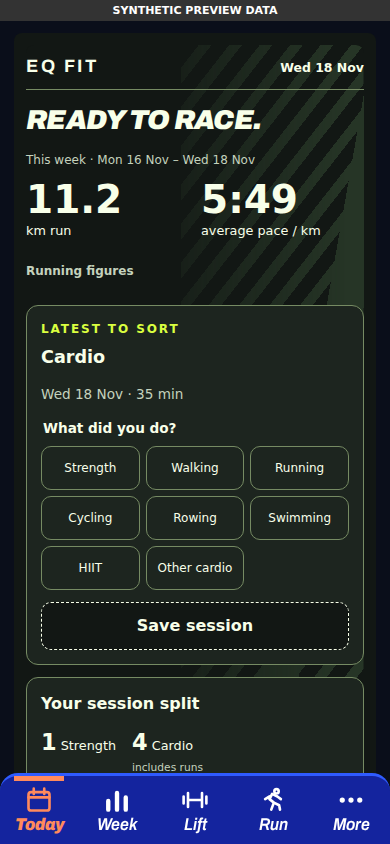 SYNTHETIC PREVIEW DATA
EQ FIT
Wed 18 Nov
READY TO RACE.
This week · Mon 16 Nov – Wed 18 Nov
11.2
5:49
km run
average pace / km
Running figures
LATEST TO SORT
Cardio
Wed 18 Nov · 35 min
What did you do?
Strength
Walking
Running
Cycling
Rowing
Swimming
HIIT
Other cardio
Save session
Your session split
1 Strength
4 Cardio
includes runs
Today
Week
Lift
Run
More